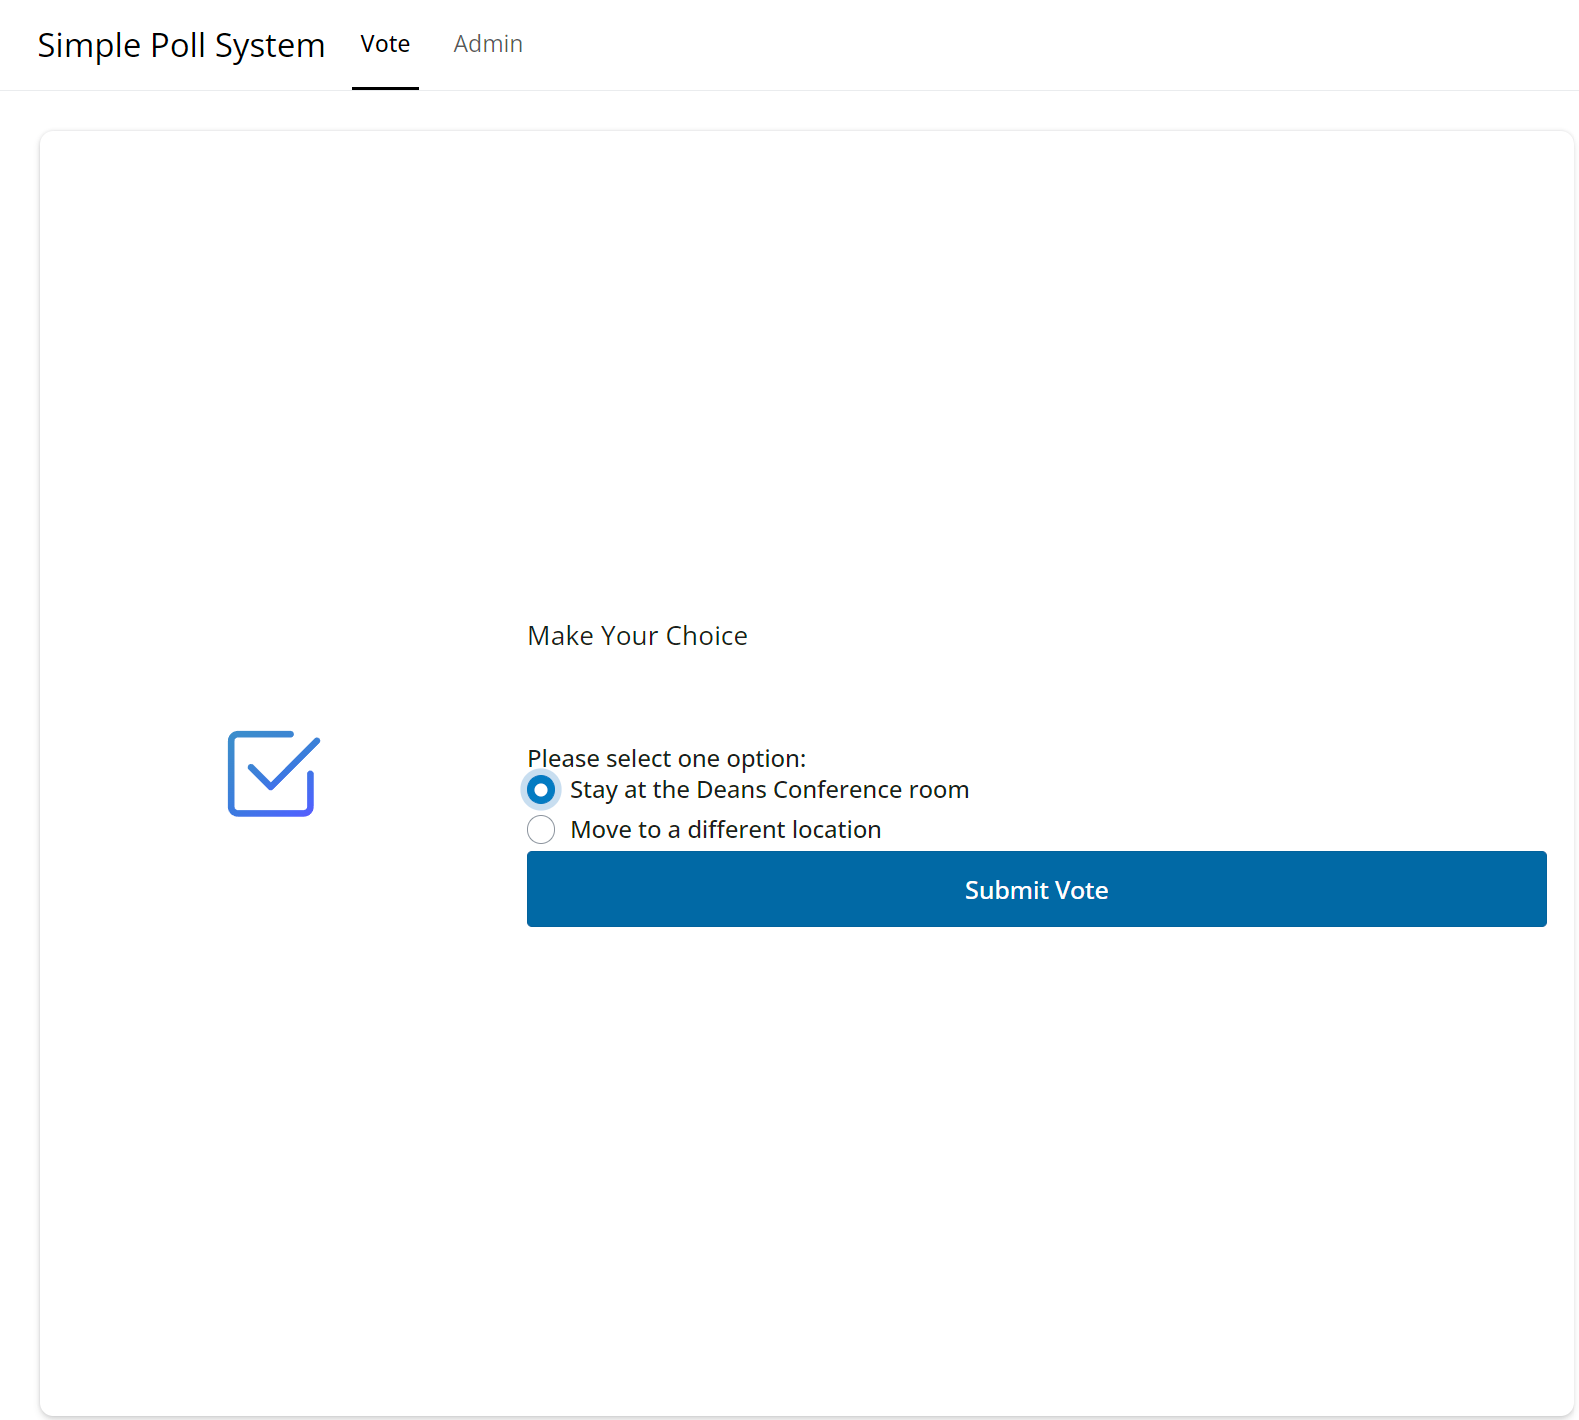 Simple Poll System Vote Admin
Make Your Choice
Please select one option:
Stay at the Deans Conference room
Move to a different location
Submit Vote